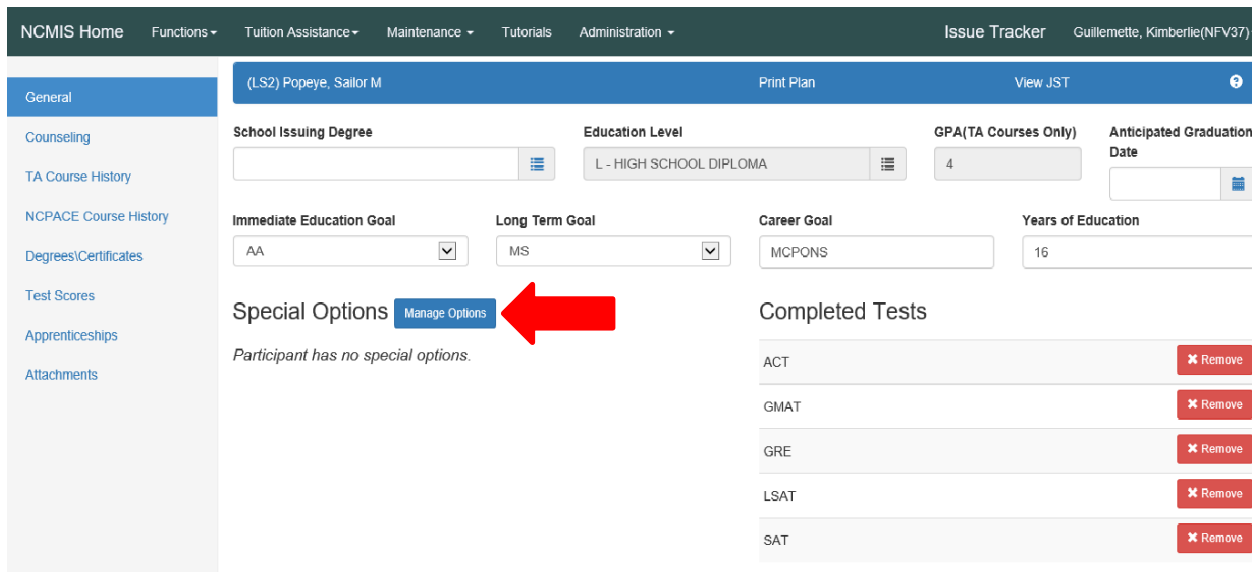 NCMIS Home Functions Tuition Assistance Maintenance Tutorials Administration Issue Tracker Guillemette, Kimberlie(NFV37)
General
Counseling
TA Course History
NCPACE Course History
Degrees\Certificates
Test Scores
Apprenticeships
Attachments
(LS2) Popeye, Sailor M Print Plan View JST ?
School Issuing Degree Education Level GPA(TA Courses Only) Anticipated Graduation
Date
L - HIGH SCHOOL DIPLOMA 4
Immediate Education Goal Long Term Goal Career Goal Years of Education
AA MS MCPONS 16
Special Options Manage Options
Participant has no special options.
Completed Tests
ACT Remove
GMAT Remove
GRE Remove
LSAT Remove
SAT Remove